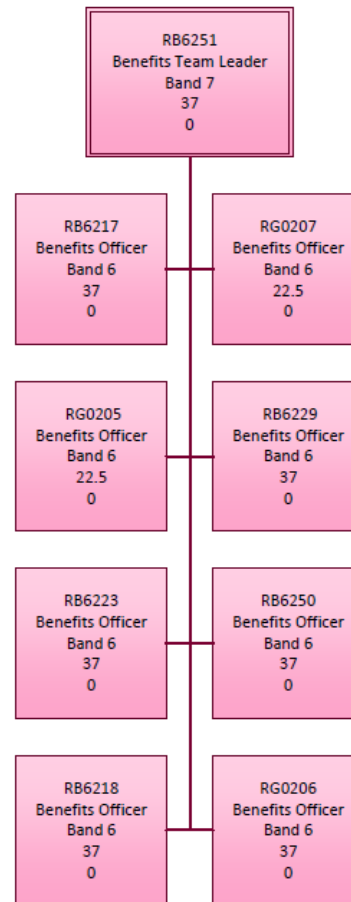 RB6251
Benefits Team Leader
Band 7
37
0
RB6217
Benefits Officer
Band 6
37
0
RG0207
Benefits Officer
Band 6
22.5
0
RG0205
Benefits Officer
Band 6
22.5
0
RB6229
Benefits Officer
Band 6
37
0
RB6223
Benefits Officer
Band 6
37
0
RB6250
Benefits Officer
Band 6
37
0
RB6218
Benefits Officer
Band 6
37
0
RG0206
Benefits Officer
Band 6
37
0